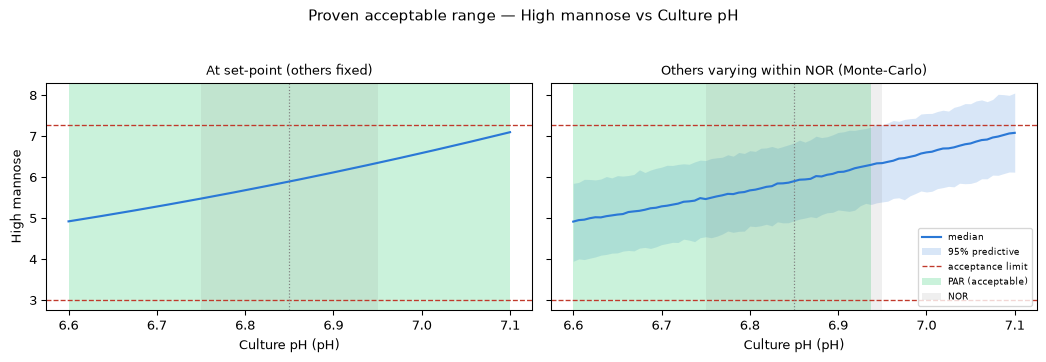 Proven acceptable range — High mannose vs Culture pH
At set-point (others fixed)
Others varying within NOR (Monte-Carlo)
High mannose
8
7
6
5
4
3
6.6 6.7 6.8 6.9 7.0 7.1
Culture pH (pH)
median
95% predictive
acceptance limit
PAR (acceptable)
NOR
6.6 6.7 6.8 6.9 7.0 7.1
Culture pH (pH)